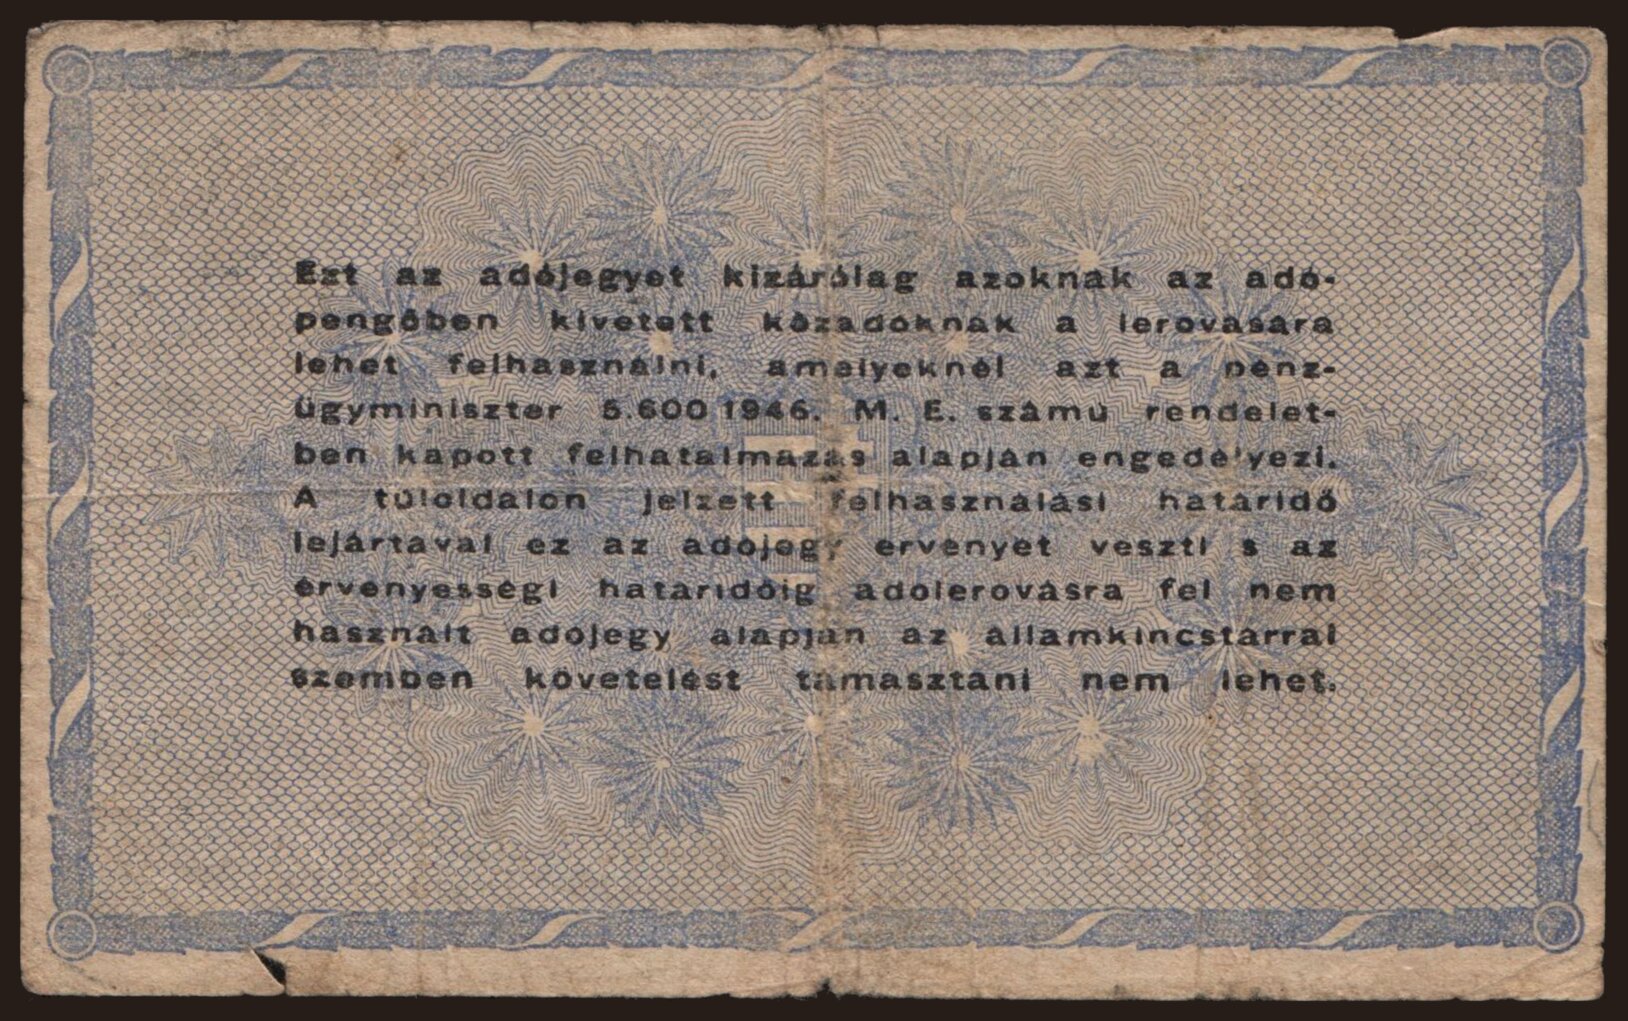 Ezt az adójegyet kizárólag azoknak az adó-
pengőben kivetett közadóknak a lerovására
lehet felhasználni, amelyeknél azt a pénz-
ügyminiszter 5.600/1946. M. E. számú rendelet-
ben kapott felhatalmazás alapján engedélyezi.
A túloldalon jelzett felhasználási határidő
lejártával ez az adójegy érvényét veszti s az
érvényességi határidőig adólerovásra fel nem
használt adójegy alapján az államkincstárral
szemben követelést támasztani nem lehet.